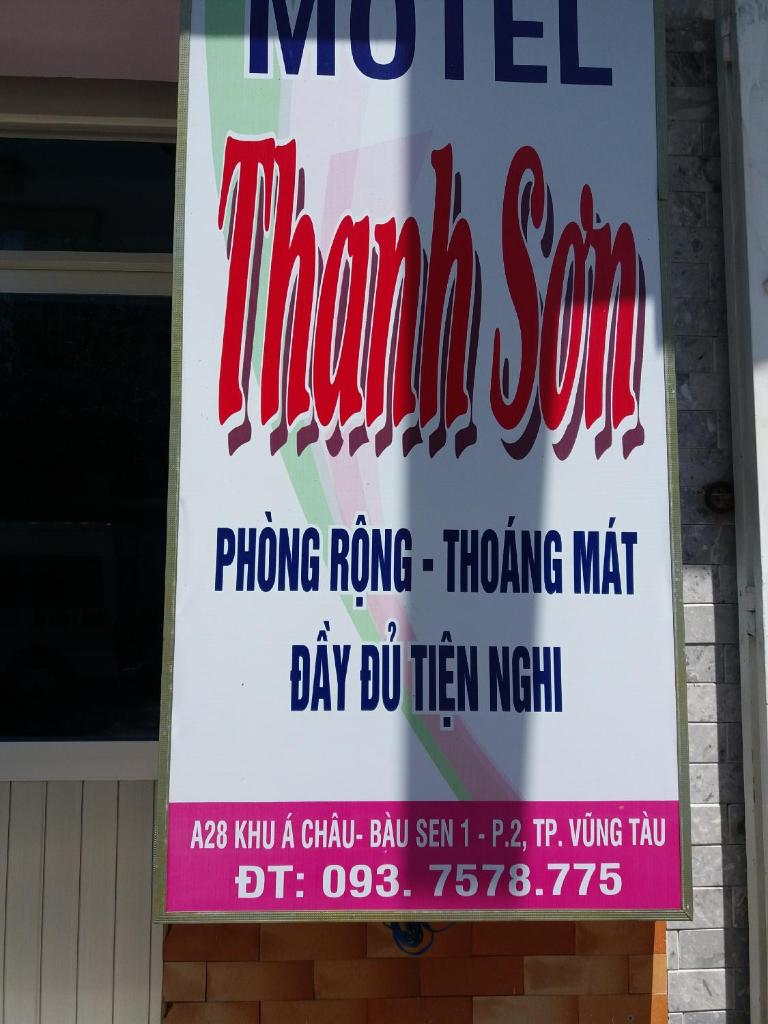 MOTEL
Thanh Sơn
PHÒNG RỘNG - THOÁNG MÁT
ĐẦY ĐỦ TIỆN NGHI
A28 KHU Á CHÂU- BÀU SEN 1 - P.2, TP. VŨNG TÀU
ĐT: 093. 7578.775